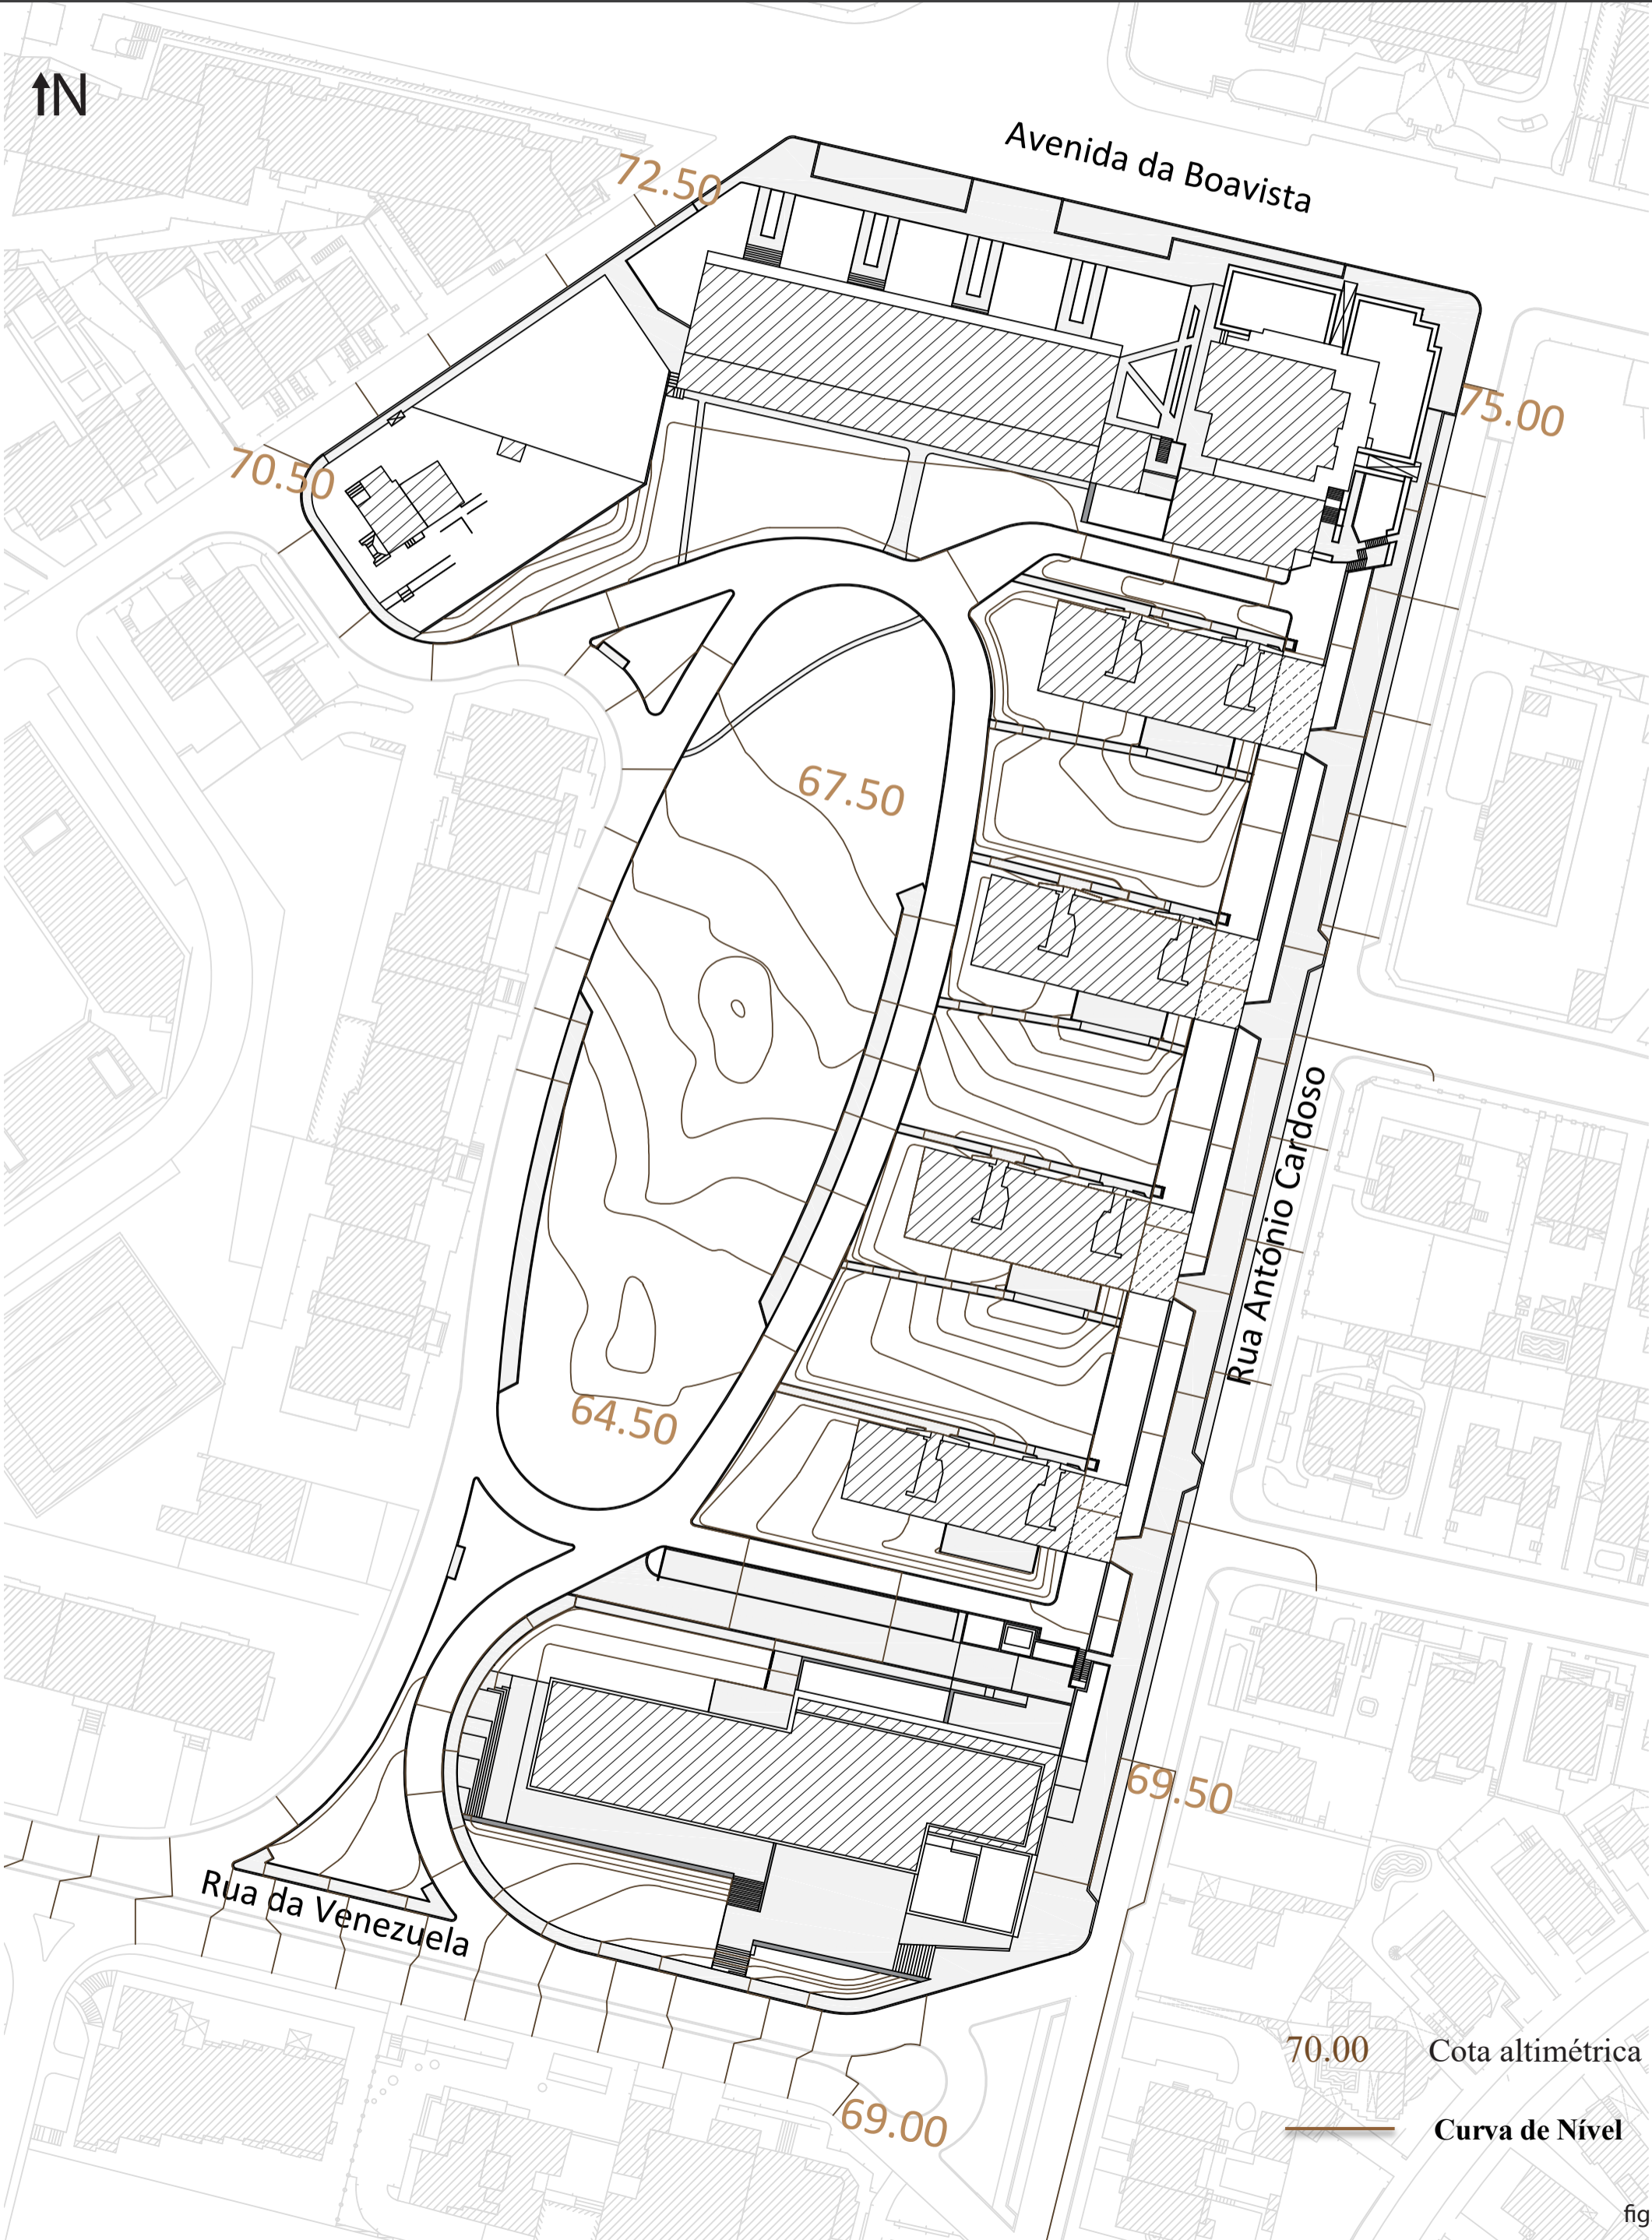 N
Avenida da Boavista
72.50
75.00
70.50
67.50
Rua António Cardoso
64.50
69.50
Rua da Venezuela
70.00 Cota altimétrica
69.00
Curva de Nível
fig